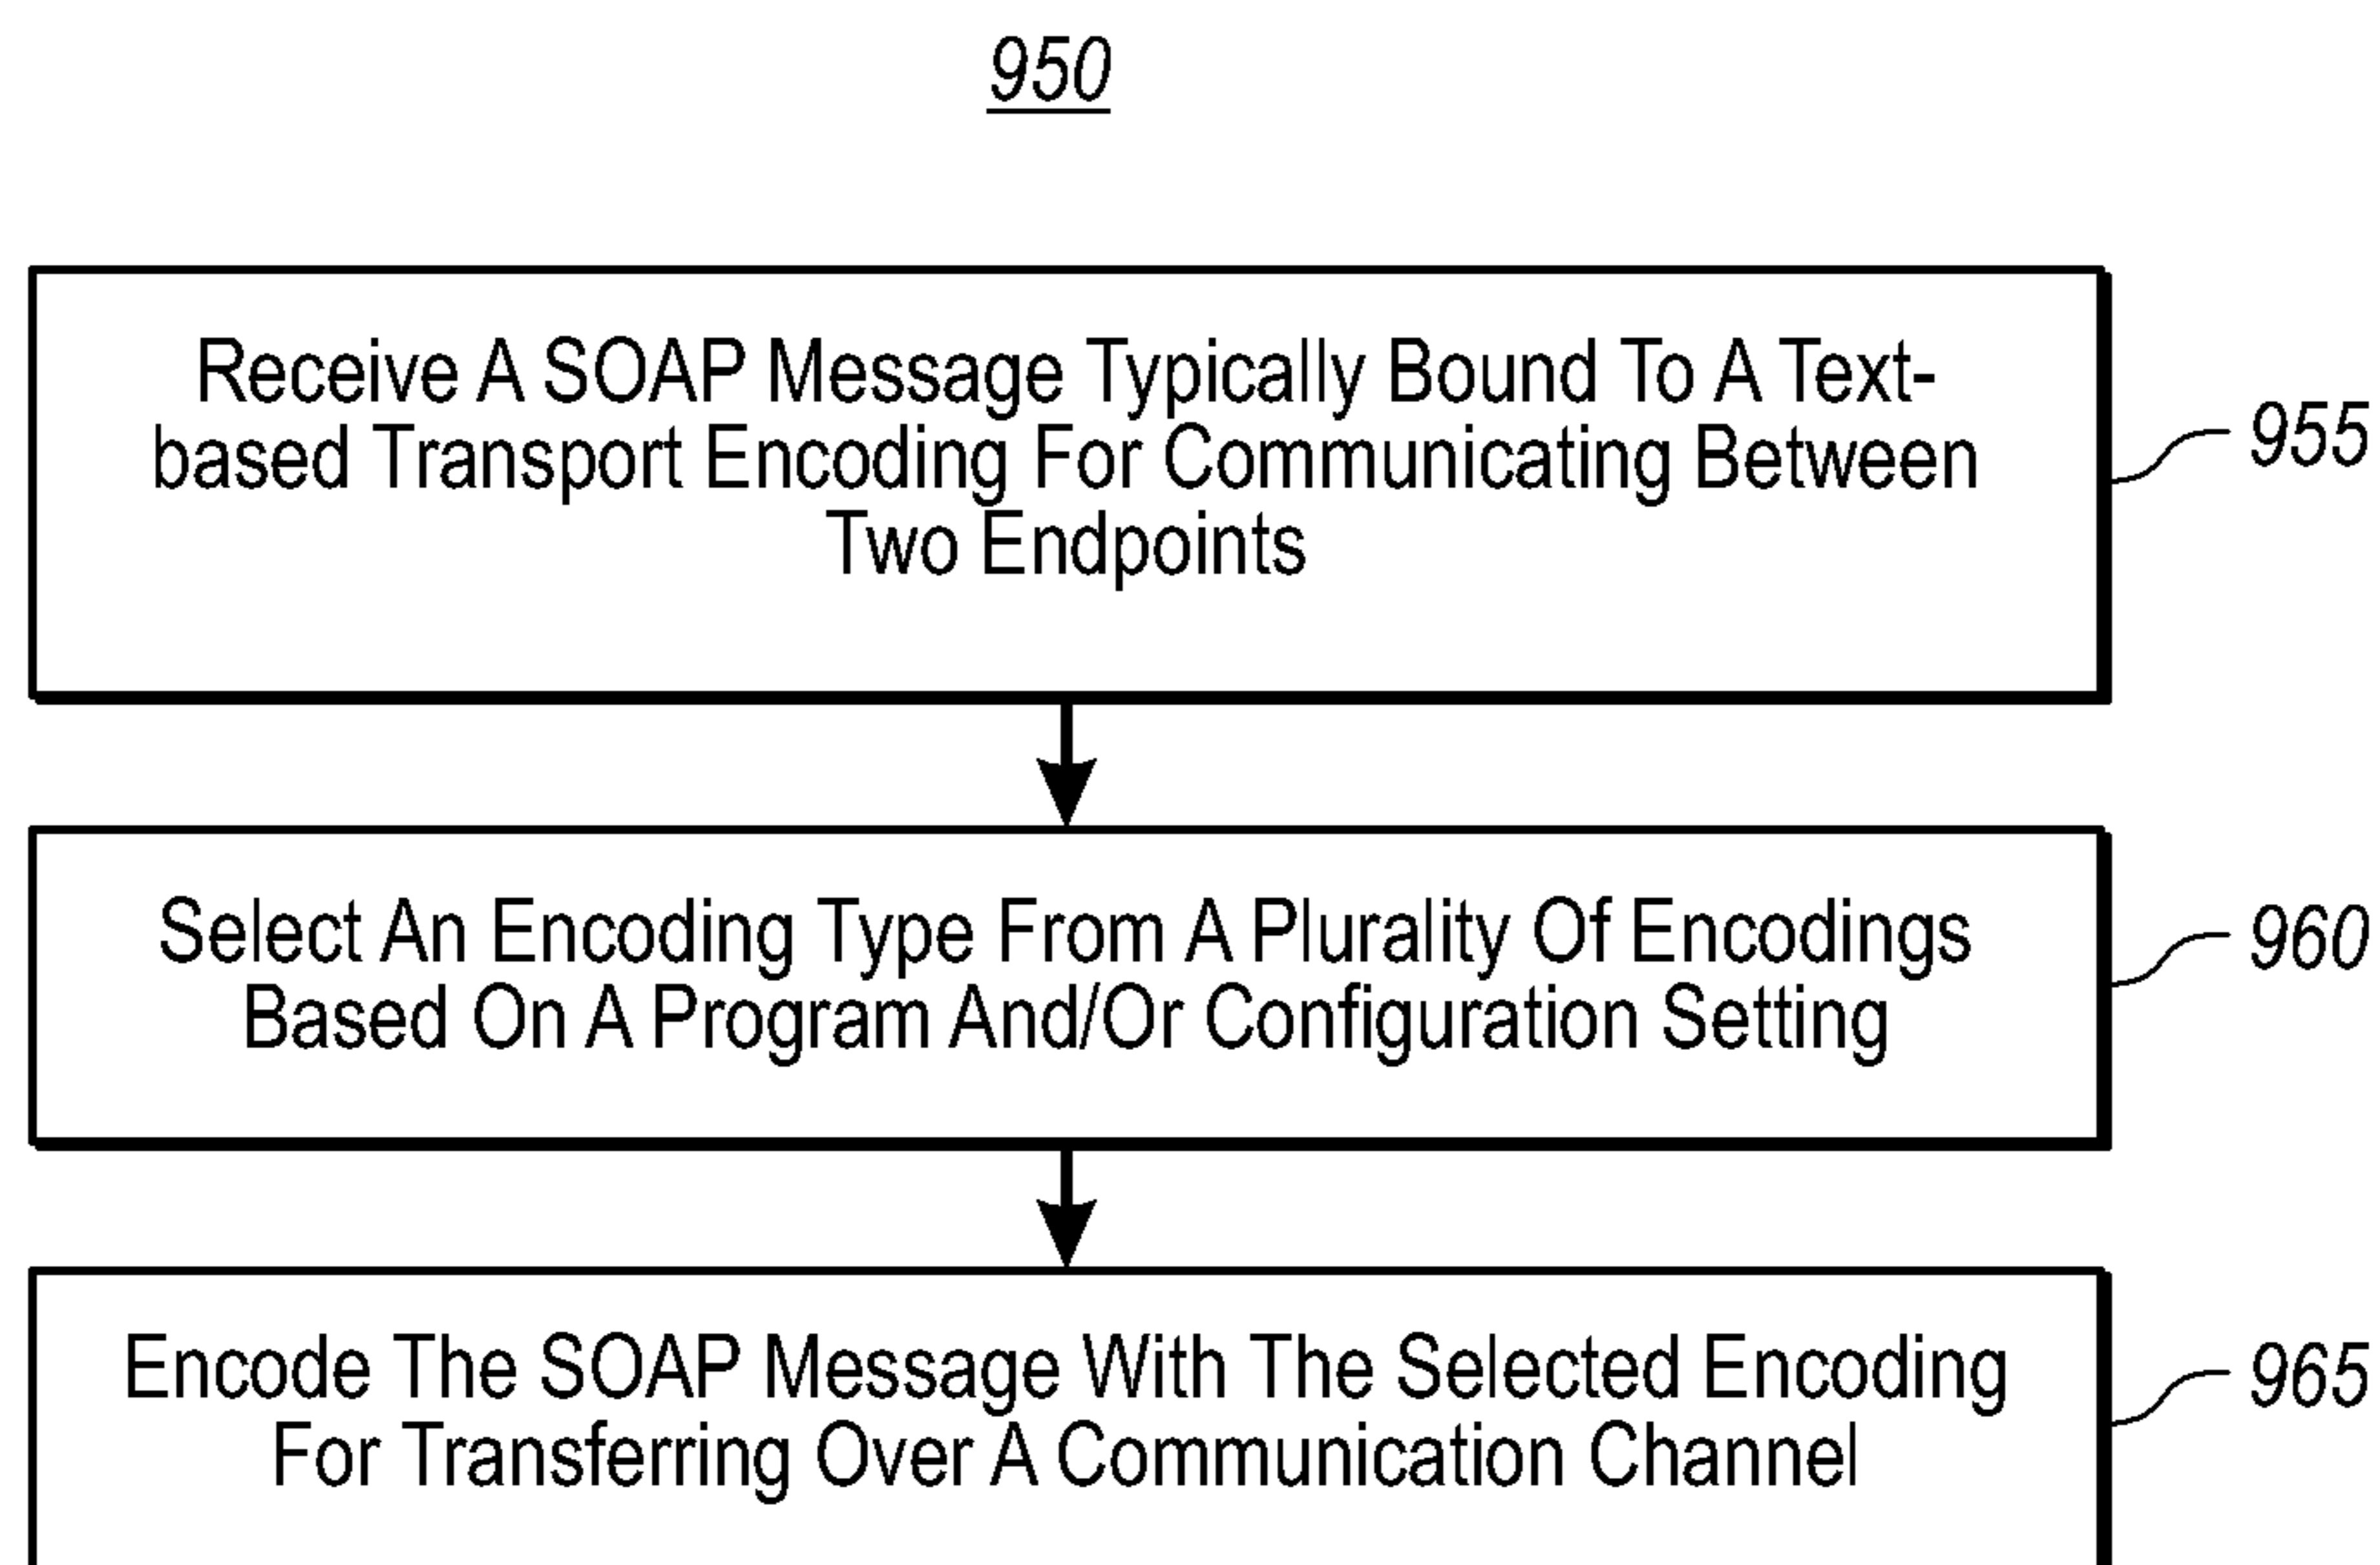 950
Receive A SOAP Message Typically Bound To A Text-
based Transport Encoding For Communicating Between
Two Endpoints
955
Select An Encoding Type From A Plurality Of Encodings
Based On A Program And/Or Configuration Setting
960
Encode The SOAP Message With The Selected Encoding
For Transferring Over A Communication Channel
965